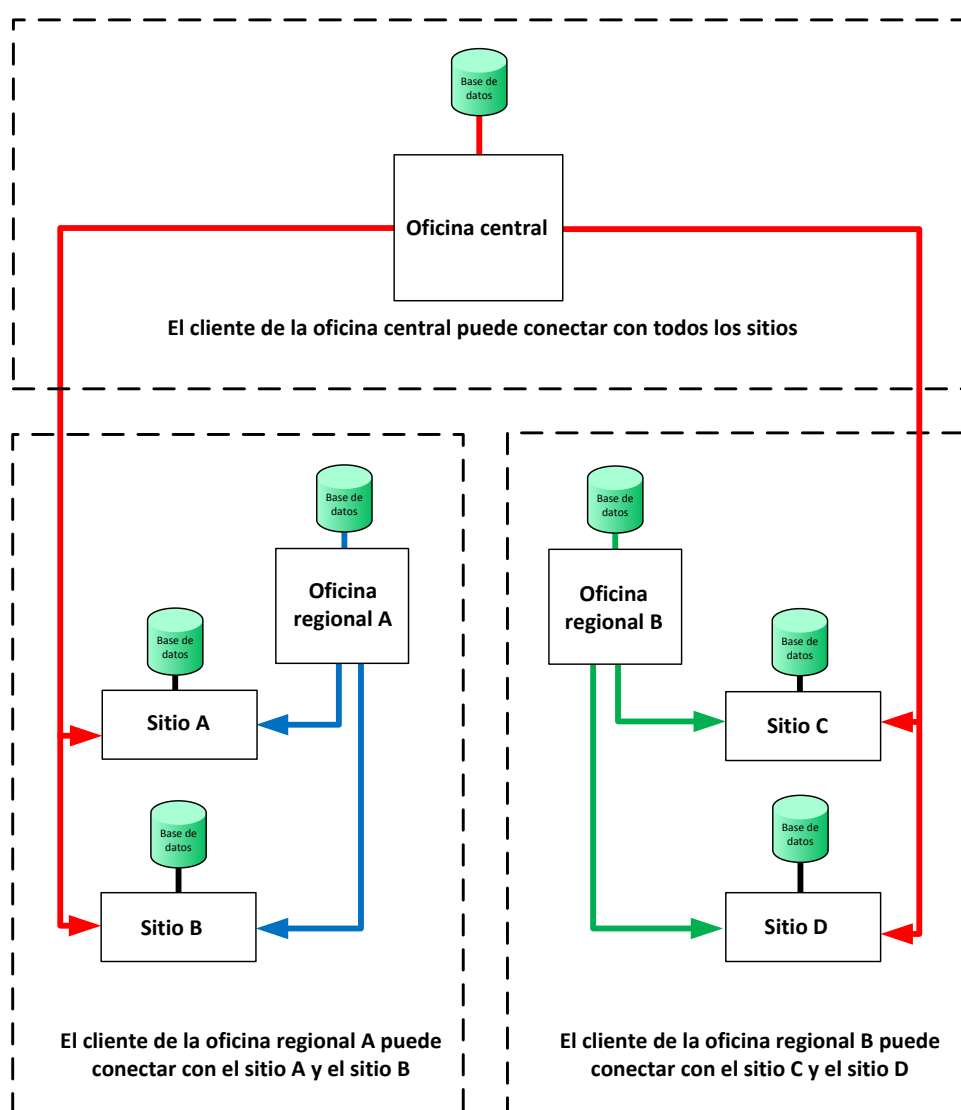 Base de
datos
Oficina central
El cliente de la oficina central puede conectar con todos los sitios
Base de
datos
Oficina
regional A
Base de
datos
Sitio A
Base de
datos
Sitio B
El cliente de la oficina regional A puede
conectar con el sitio A y el sitio B
Base de
datos
Oficina
regional B
Base de
datos
Sitio C
Base de
datos
Sitio D
El cliente de la oficina regional B puede
conectar con el sitio C y el sitio D